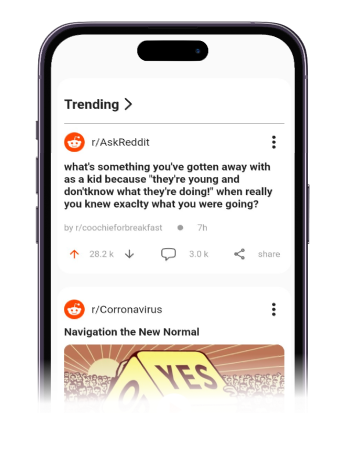 Trending
r/AskReddit
what's something you've gotten away with
as a kid because "they're young and
don'tknow what they're doing!" when really
you knew exaclty what you were going?
by r/coochieforbreakfast
7h
28.2 k
3.0 k
share
r/Corronavirus
Navigation the New Normal
YES